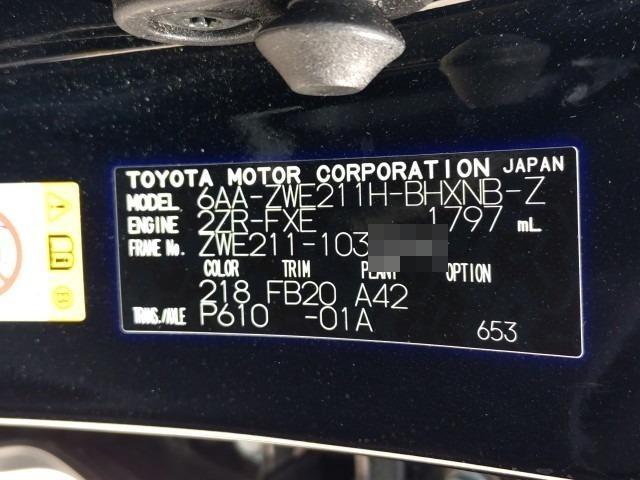 TOYOTA MOTOR CORPORATION JAPAN
MODEL 6AA-ZWE211H-BHXNB-Z
ENGINE 2ZR-FXE 1797 mL
FRAME No. ZWE211-103
COLOR TRIM PLANT OPTION
218 FB20 A42
TRANS./AXLE P610 -01A 653